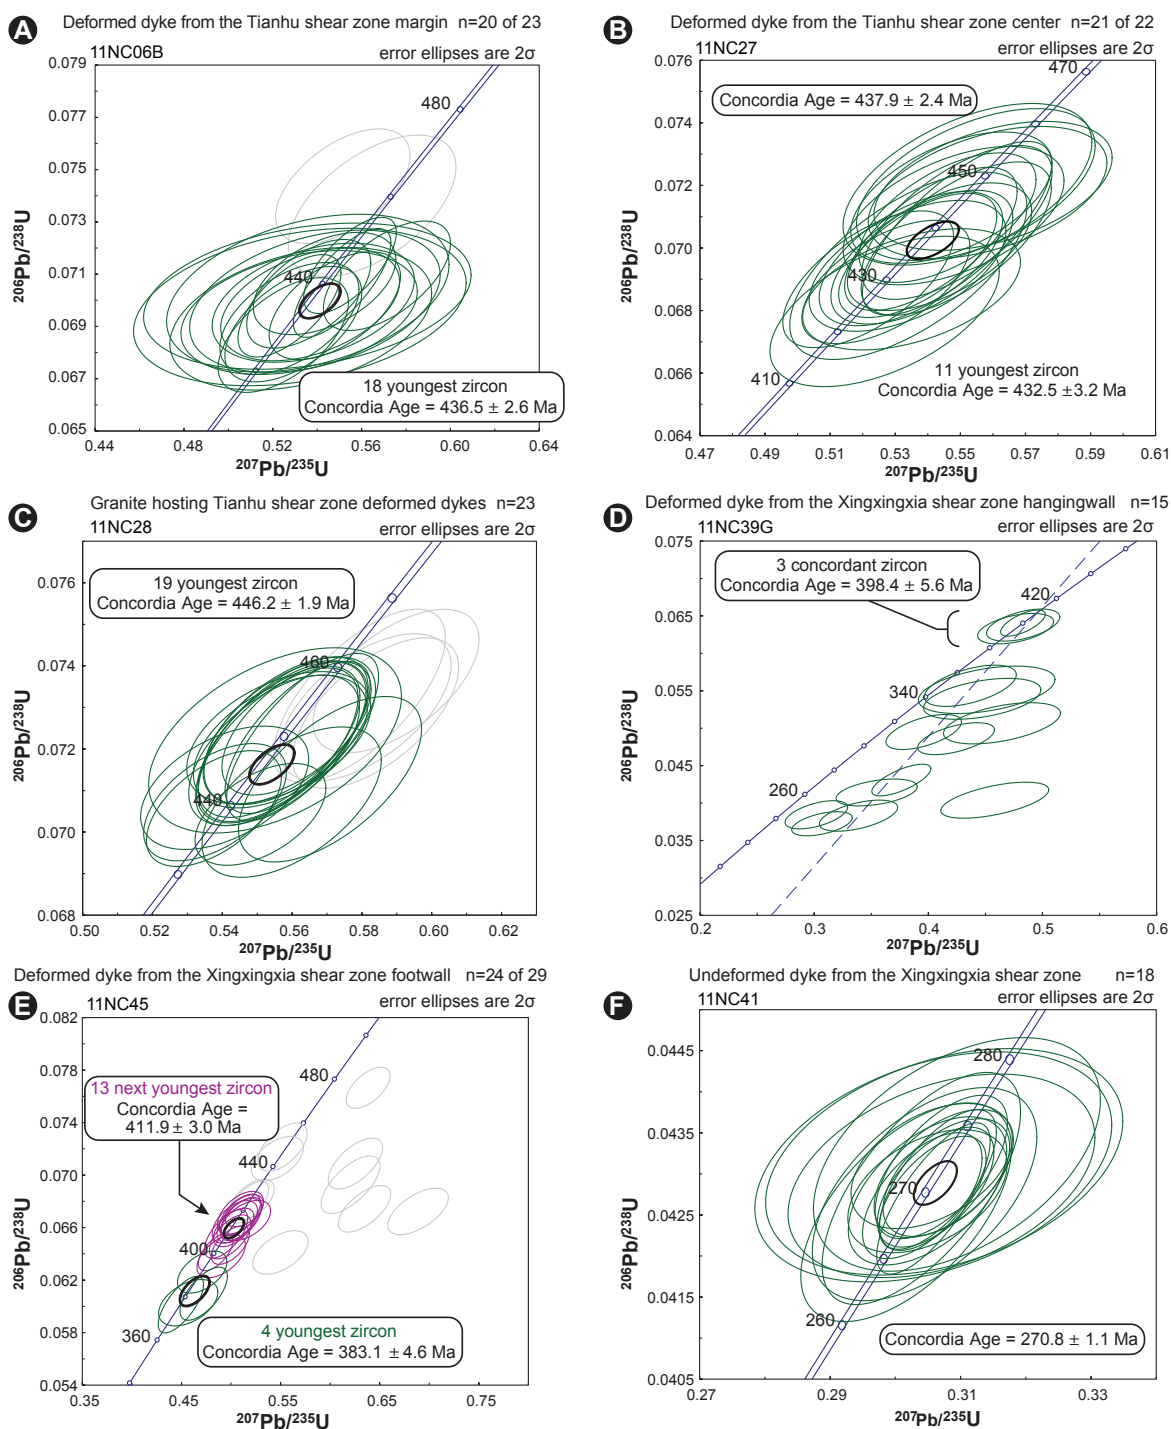 A
Deformed dyke from the Tianhu shear zone margin n=20 of 23
11NC06B
error ellipses are 2σ
0.079
0.077
0.075
0.073
0.071
0.069
0.067
0.065
206Pb/238U
480
440
18 youngest zircon
Concordia Age = 436.5 ± 2.6 Ma
0.44
0.48
0.52
0.56
0.60
0.64
207Pb/235U
B
Deformed dyke from the Tianhu shear zone center n=21 of 22
11NC27
error ellipses are 2σ
0.076
0.074
0.072
0.070
0.068
0.066
0.064
206Pb/238U
470
Concordia Age = 437.9 ± 2.4 Ma
450
430
410
11 youngest zircon
Concordia Age = 432.5 ±3.2 Ma
0.47
0.49
0.51
0.53
0.55
0.57
0.59
0.61
207Pb/235U
C
Granite hosting Tianhu shear zone deformed dykes n=23
11NC28
error ellipses are 2σ
0.076
0.074
0.072
0.070
0.068
206Pb/238U
19 youngest zircon
Concordia Age = 446.2 ± 1.9 Ma
460
440
0.50
0.52
0.54
0.56
0.58
0.60
0.62
207Pb/235U
D
Deformed dyke from the Xingxingxia shear zone hangingwall n=15
11NC39G
error ellipses are 2σ
0.075
0.065
0.055
0.045
0.035
0.025
206Pb/238U
3 concordant zircon
Concordia Age = 398.4 ± 5.6 Ma
420
340
260
0.2
0.3
0.4
0.5
0.6
207Pb/235U
E
Deformed dyke from the Xingxingxia shear zone footwall n=24 of 29
11NC45
error ellipses are 2σ
0.082
0.078
0.074
0.070
0.066
0.062
0.058
0.054
206Pb/238U
480
13 next youngest zircon
Concordia Age =
411.9 ± 3.0 Ma
440
400
360
4 youngest zircon
Concordia Age = 383.1 ±4.6 Ma
0.35
0.45
0.55
0.65
0.75
207Pb/235U
F
Undeformed dyke from the Xingxingxia shear zone n=18
11NC41
error ellipses are 2σ
0.0445
0.0435
0.0425
0.0415
0.0405
206Pb/238U
280
270
260
Concordia Age = 270.8 ± 1.1 Ma
0.27
0.29
0.31
0.33
207Pb/235U